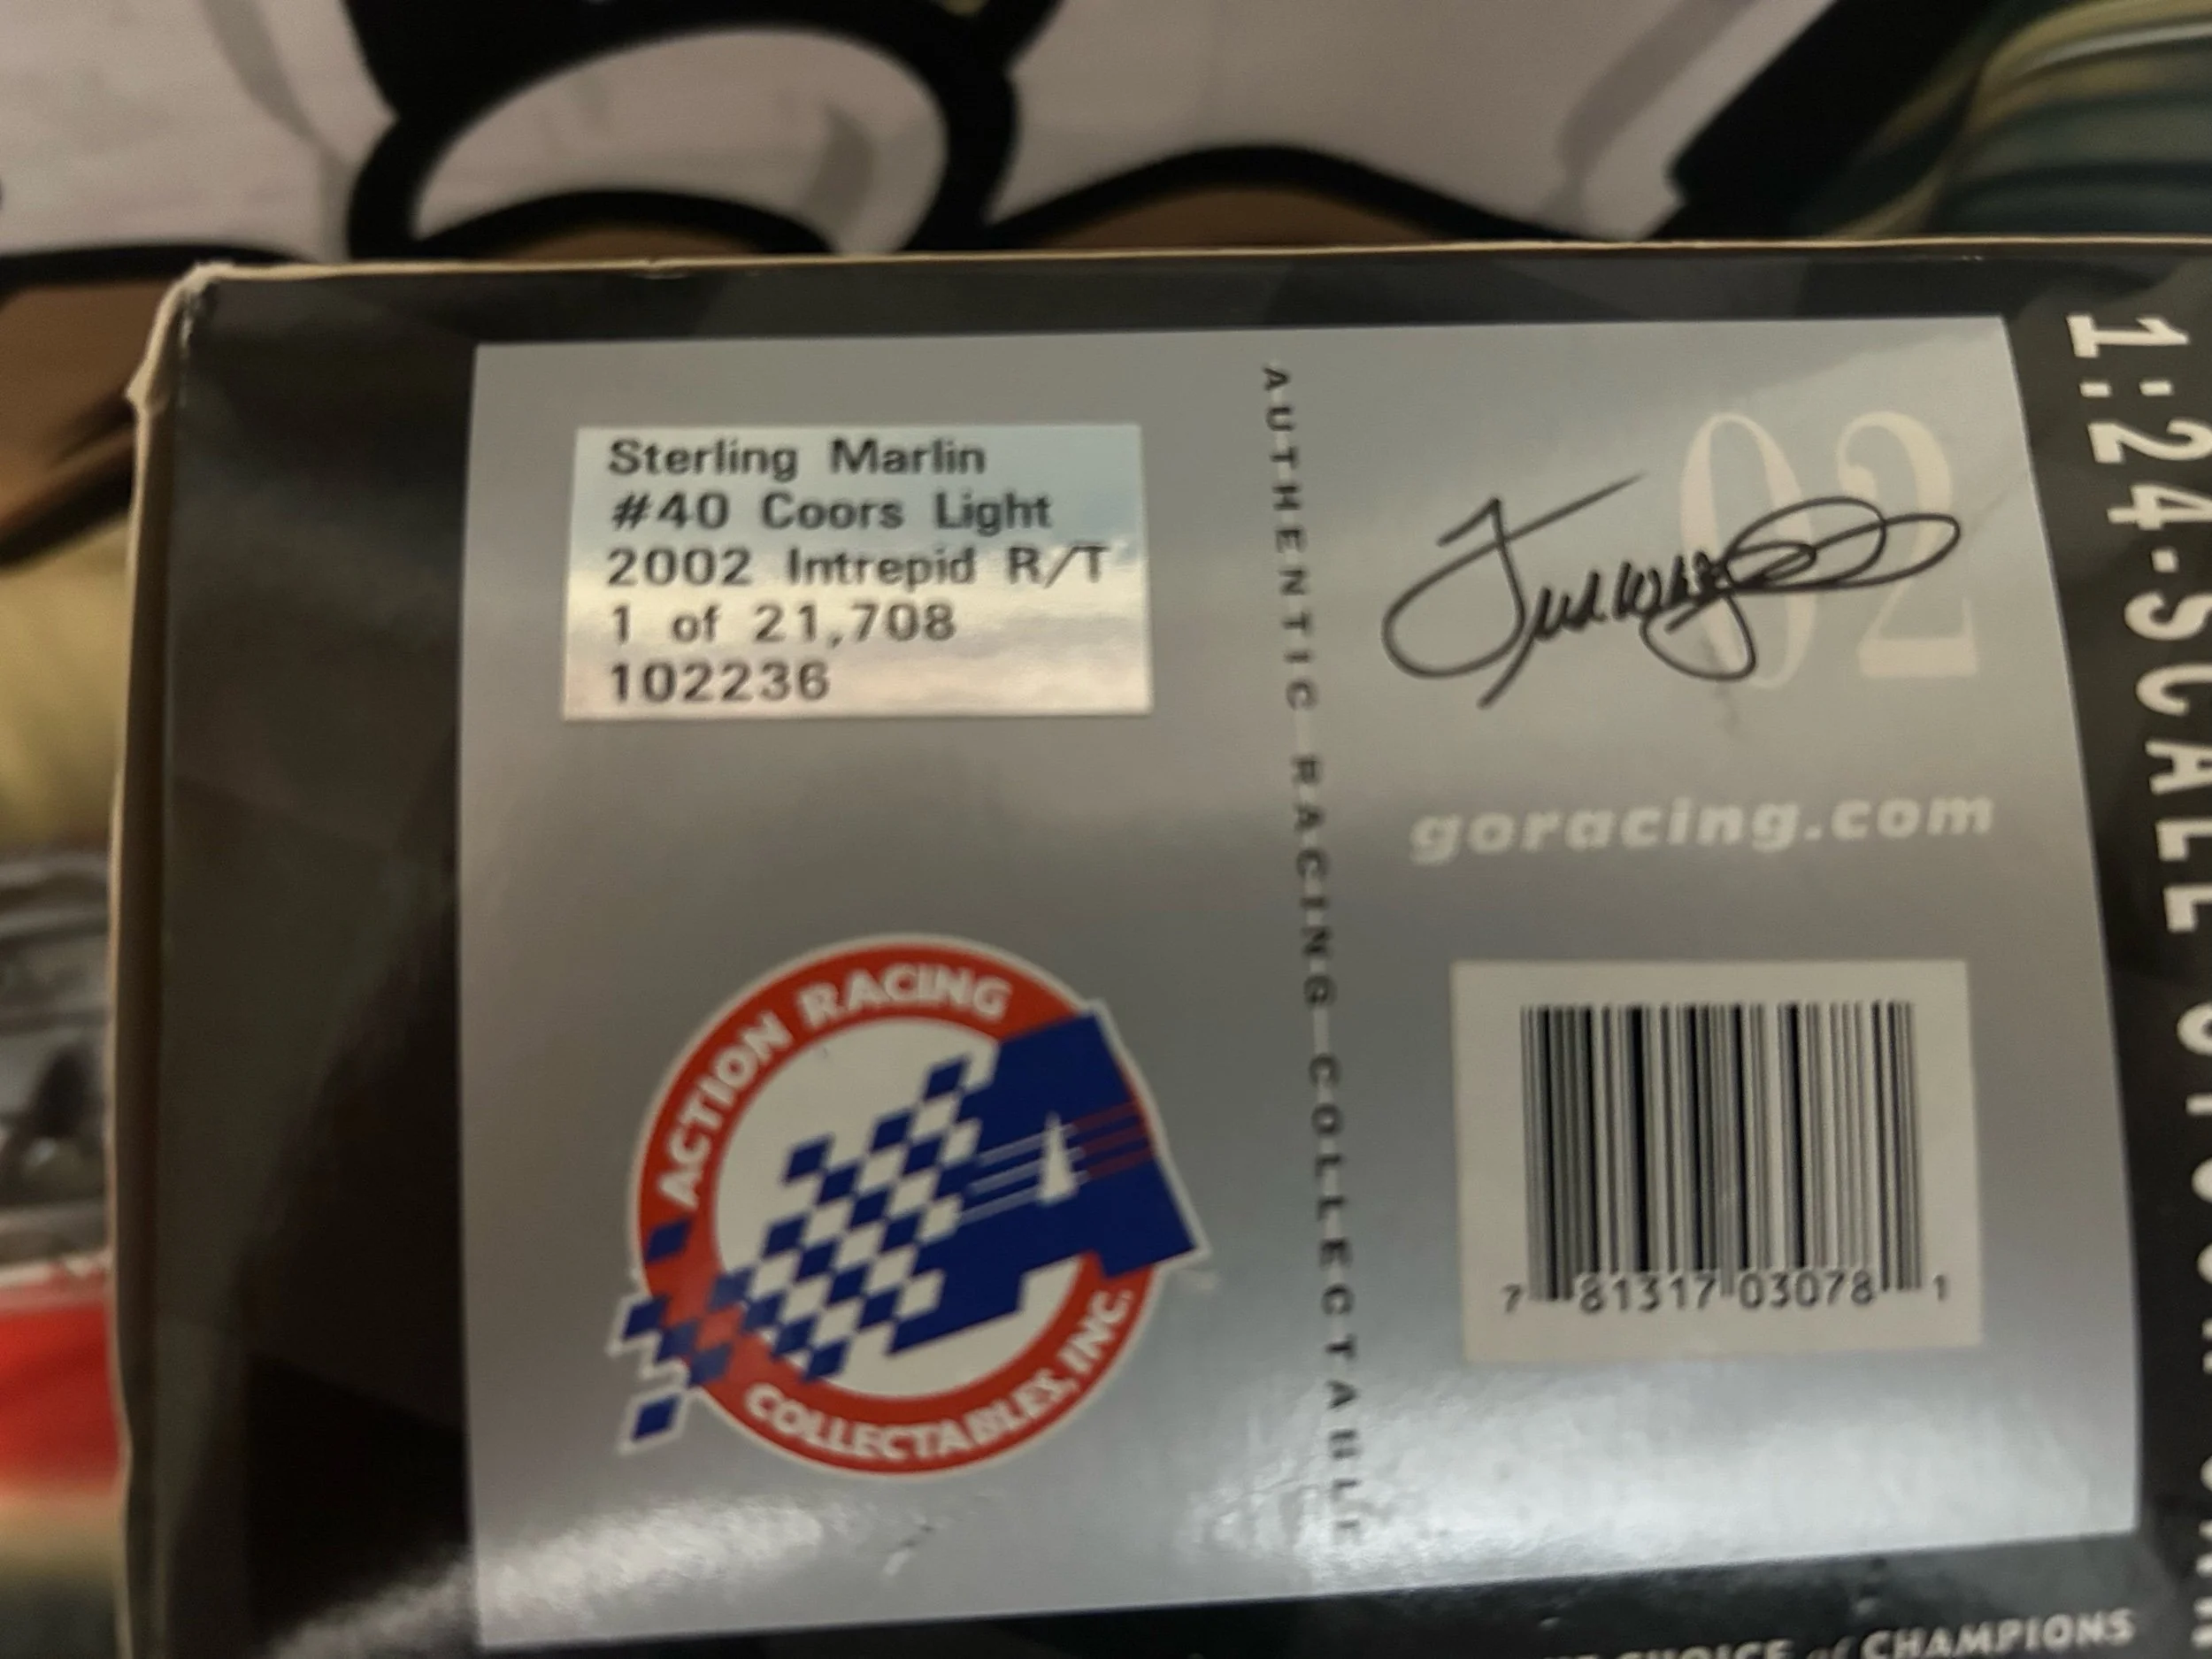 Sterling Marlin
#40 Coors Light
2002 Intrepid R/T
1 of 21,708
102236
ACTION RACING
COLLECTABLES, INC.
AUTHENTIC RACING COLLECTABLE
02
goracing.com
7 81317 03078 1
1:24-SCALE
CHOICE of CHAMPIONS